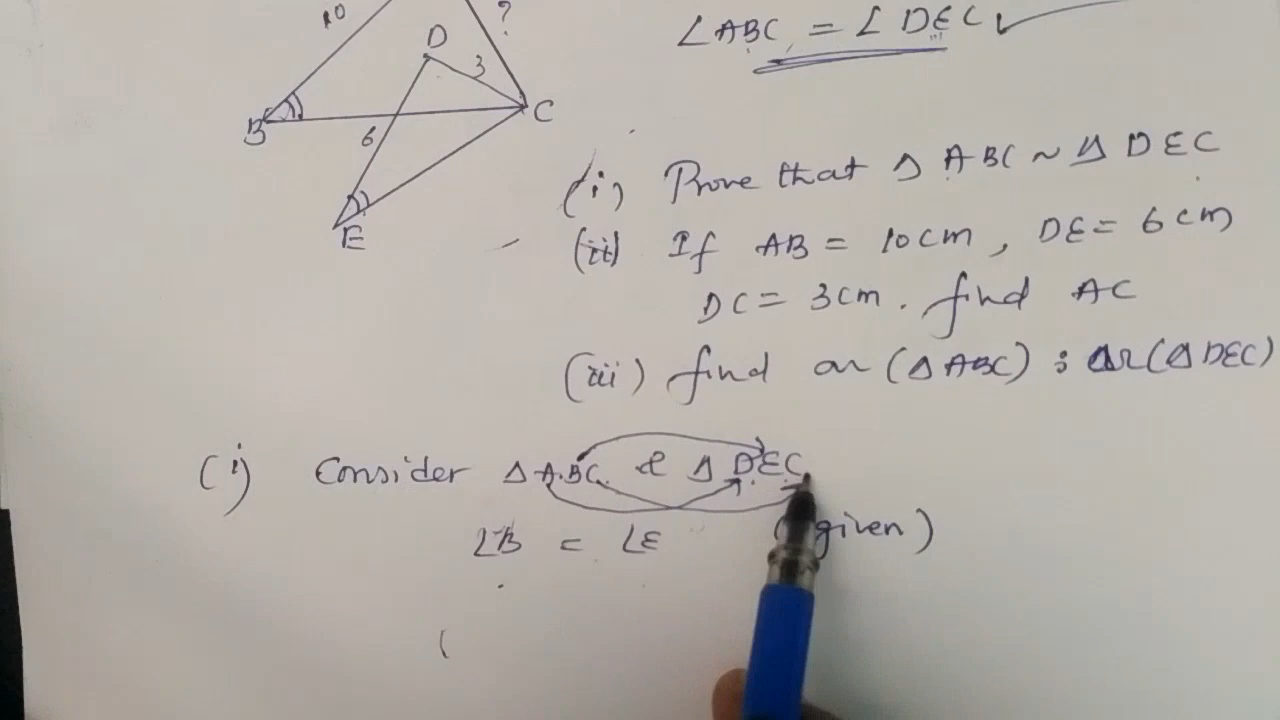 10
?
∠ABC = ∠DEC ✓
D
3
B
C
6
E
(i) Prove that Δ ABC ~ Δ DEC
(ii) If AB = 10cm, DE = 6cm
DC = 3cm. find AC
(iii) find ar (Δ ABC) : ar(Δ DEC)
(i) Consider Δ ABC & Δ DEC
∠B = ∠E (given)
(